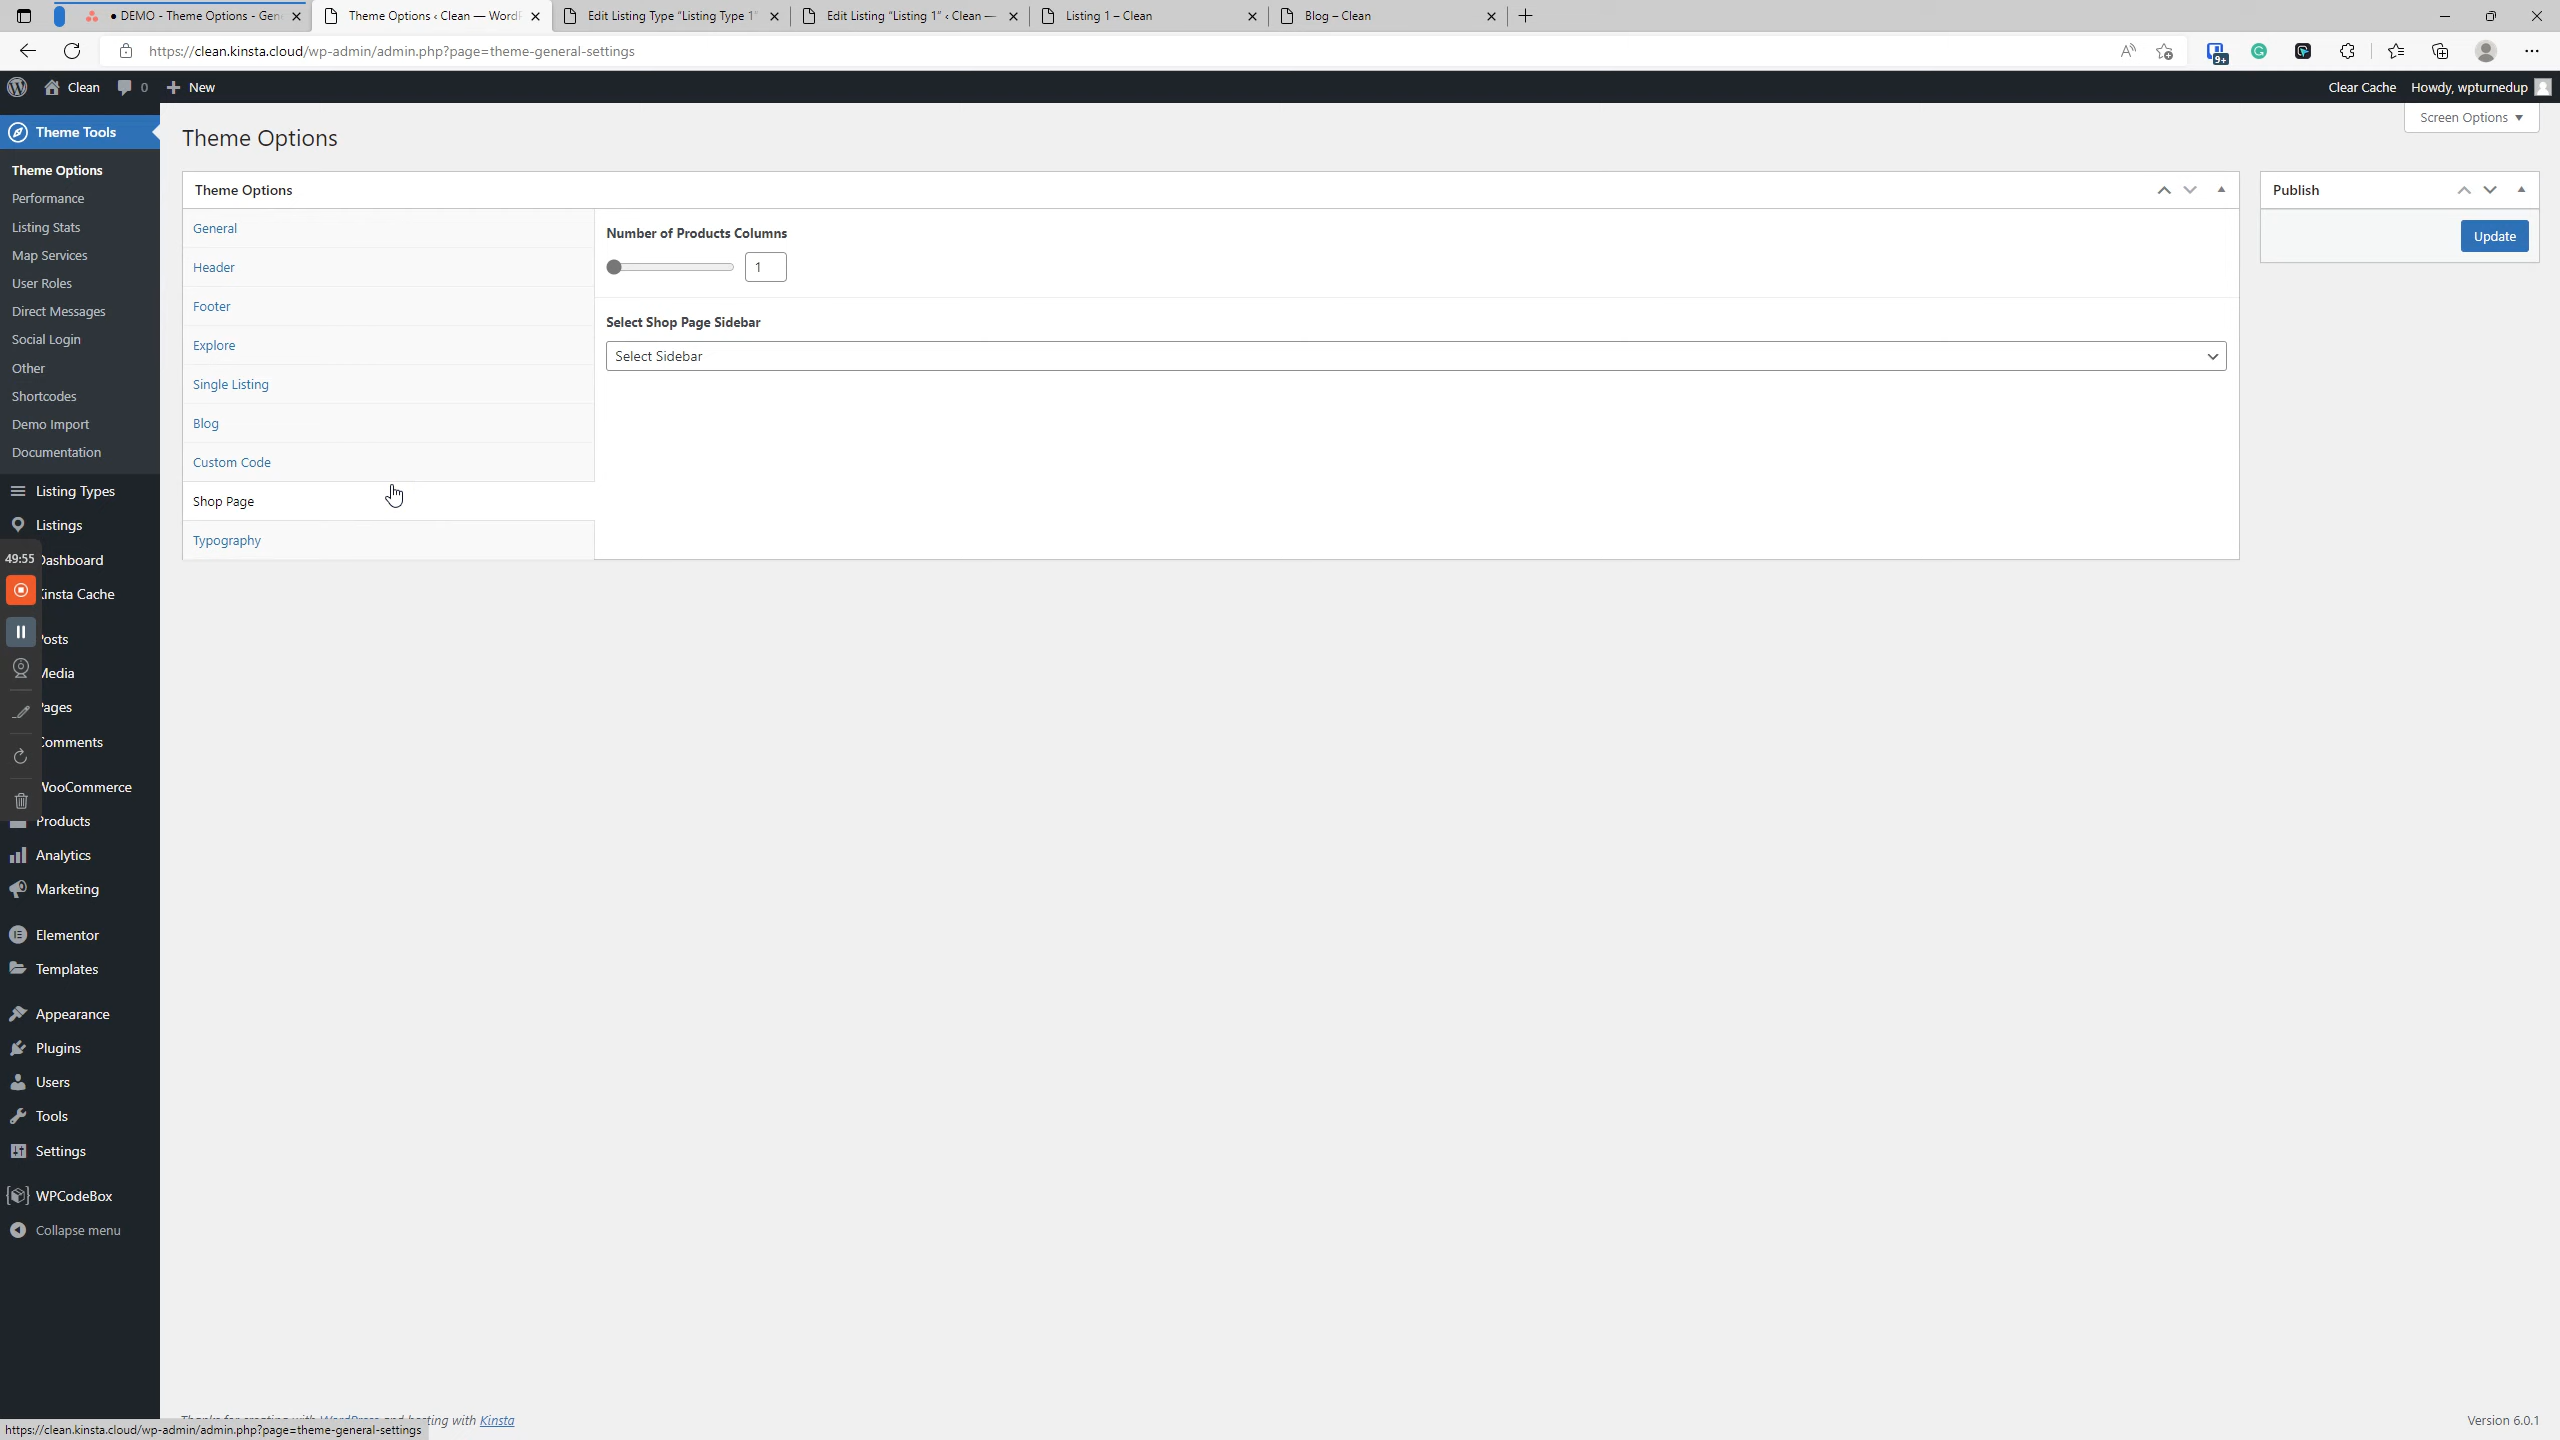 ● DEMO - Theme Options - Gen
Theme Options ‹ Clean — WordP
Edit Listing Type “Listing Type 1”
Edit Listing “Listing 1” ‹ Clean —
Listing 1 – Clean
Blog – Clean
https://clean.kinsta.cloud/wp-admin/admin.php?page=theme-general-settings
9+
Clean
0
New
Clear Cache
Howdy, wpturnedup
Theme Tools
Theme Options
Performance
Listing Stats
Map Services
User Roles
Direct Messages
Social Login
Other
Shortcodes
Demo Import
Documentation
Listing Types
Listings
49:55
Dashboard
Kinsta Cache
Posts
Media
Pages
Comments
WooCommerce
Products
Analytics
Marketing
Elementor
Templates
Appearance
Plugins
Users
Tools
Settings
WPCodeBox
Collapse menu
Theme Options
Screen Options
Theme Options
General
Header
Footer
Explore
Single Listing
Blog
Custom Code
Shop Page
Typography
Number of Products Columns
1
Select Shop Page Sidebar
Select Sidebar
Publish
Update
Thanks for creating with WordPress and hosting with Kinsta
Version 6.0.1
https://clean.kinsta.cloud/wp-admin/admin.php?page=theme-general-settings